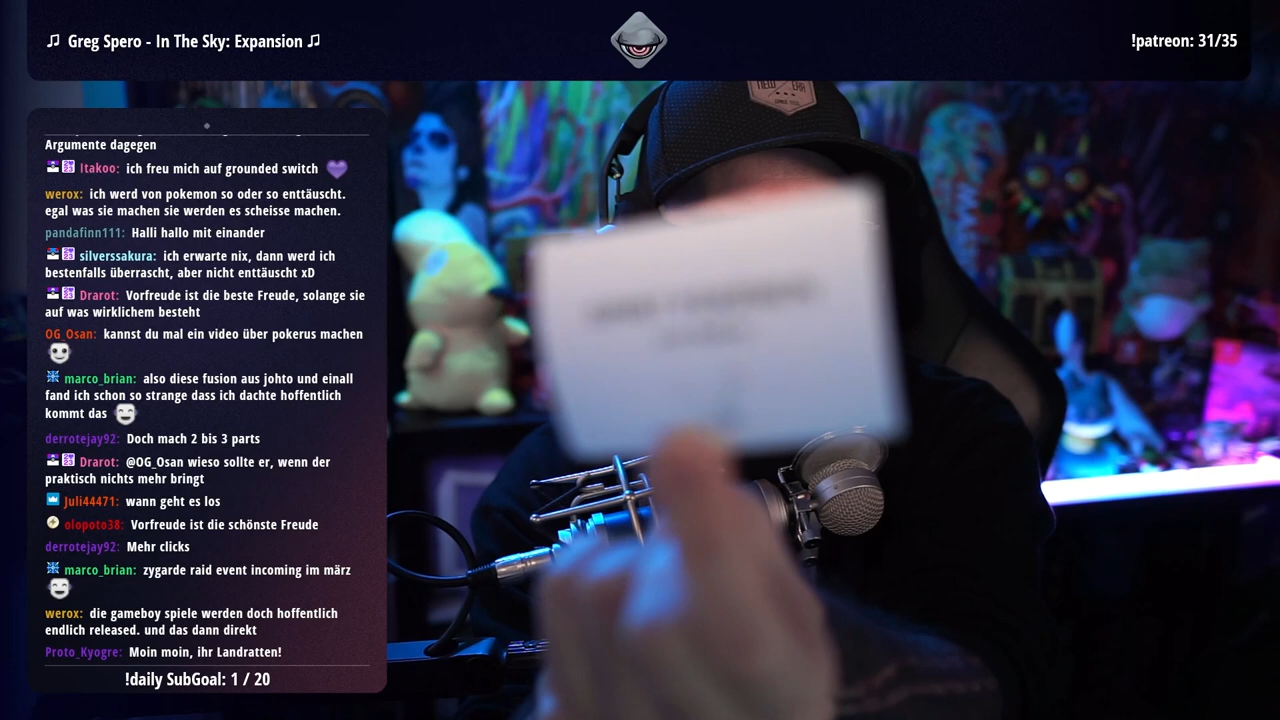 ♫ Greg Spero - In The Sky: Expansion ♫
!patreon: 31/35
NEW ERA
Argumente dagegen
Itakoo: ich freu mich auf grounded switch
werox: ich werd von pokemon so oder so enttäuscht.
egal was sie machen sie werden es scheisse machen.
pandafinn111: Halli hallo mit einander
silverssakura: ich erwarte nix, dann werd ich
bestenfalls überrascht, aber nicht enttäuscht xD
Drarot: Vorfreude ist die beste Freude, solange sie
auf was wirklichem besteht
OG_Osan: kannst du mal ein video über pokerus machen
marco_brian: also diese fusion aus johto und einall
fand ich schon so strange dass ich dachte hoffentlich
kommt das
derrotejay92: Doch mach 2 bis 3 parts
Drarot: @OG_Osan wieso sollte er, wenn der
praktisch nichts mehr bringt
Juli44471: wann geht es los
olopoto38: Vorfreude ist die schönste Freude
derrotejay92: Mehr clicks
marco_brian: zygarde raid event incoming im märz
werox: die gameboy spiele werden doch hoffentlich
endlich released. und das dann direkt
Proto_Kyogre: Moin moin, ihr Landratten!
!daily SubGoal: 1 / 20